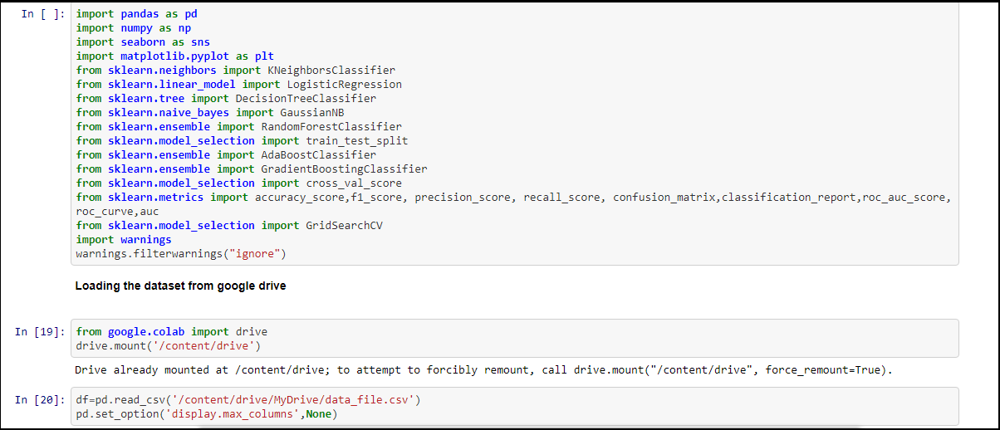 In [ ]: import pandas as pd
import numpy as np
import seaborn as sns
import matplotlib.pyplot as plt
from sklearn.neighbors import KNeighborsClassifier
from sklearn.linear_model import LogisticRegression
from sklearn.tree import DecisionTreeClassifier
from sklearn.naive_bayes import GaussianNB
from sklearn.ensemble import RandomForestClassifier
from sklearn.model_selection import train_test_split
from sklearn.ensemble import AdaBoostClassifier
from sklearn.ensemble import GradientBoostingClassifier
from sklearn.model_selection import cross_val_score
from sklearn.metrics import accuracy_score,f1_score, precision_score, recall_score, confusion_matrix,classification_report,roc_auc_score,
roc_curve,auc
from sklearn.model_selection import GridSearchCV
import warnings
warnings.filterwarnings("ignore")
Loading the dataset from google drive
In [19]: from google.colab import drive
drive.mount('/content/drive')
Drive already mounted at /content/drive; to attempt to forcibly remount, call drive.mount("/content/drive", force_remount=True).
In [20]: df=pd.read_csv('/content/drive/MyDrive/data_file.csv')
pd.set_option('display.max_columns',None)